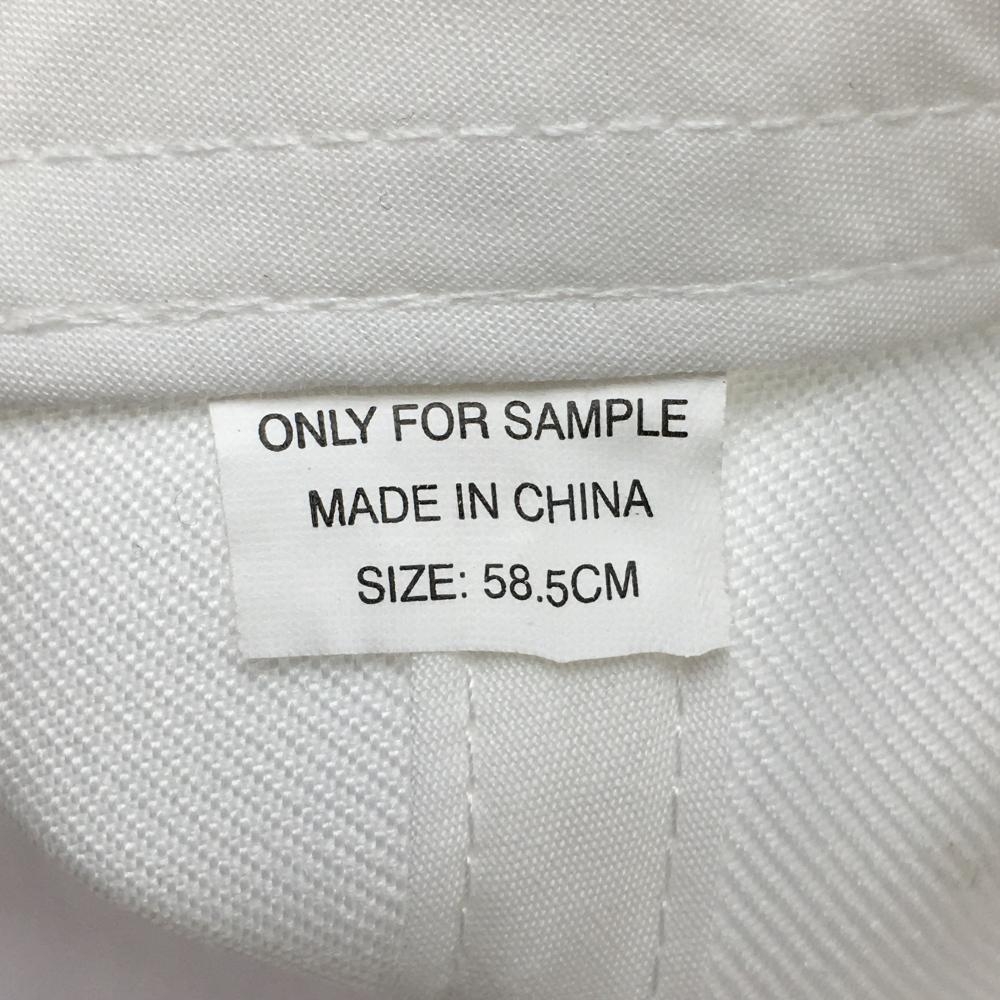 ONLY FOR SAMPLE
MADE IN CHINA
SIZE: 58.5CM